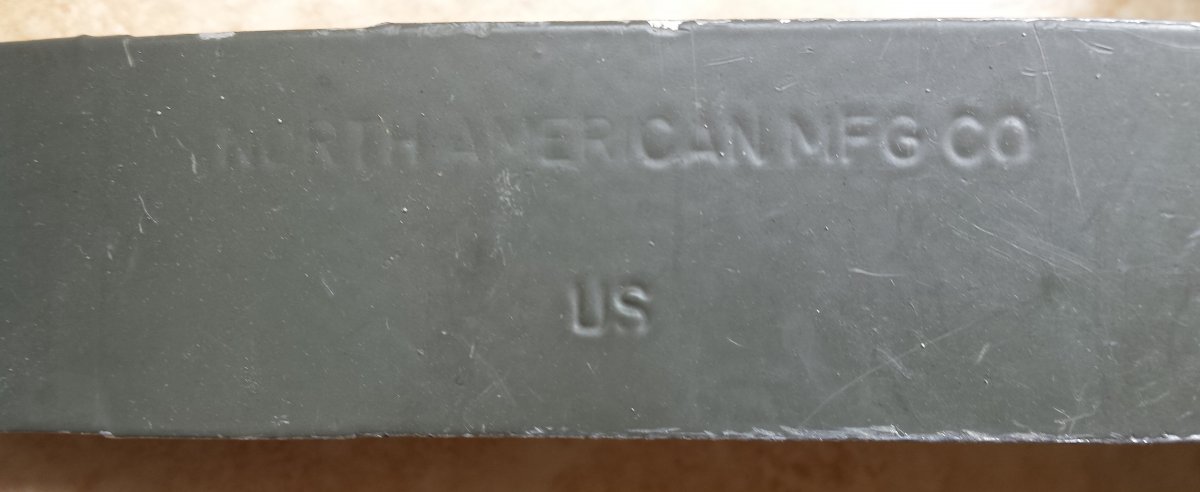 NORTH AMERICAN MFG CO
US